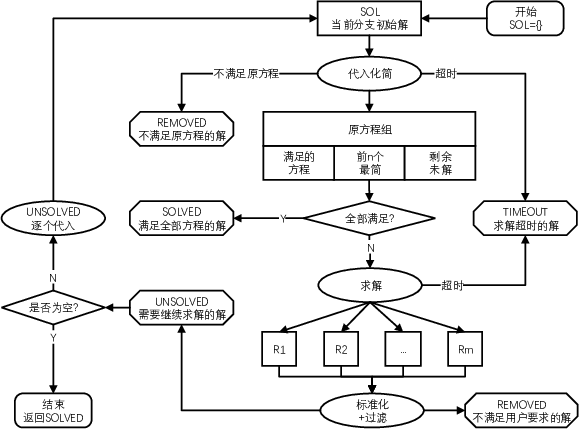 SOL
当前分支初始解
开始
SOL={}
不满足原方程
代入化简
超时
REMOVED
不满足原方程的解
原方程组
满足的
方程
前n个
最简
剩余
未解
UNSOLVED
逐个代入
SOLVED
满足全部方程的解
Y
全部满足?
TIMEOUT
求解超时的解
N
N
求解
超时
是否为空?
UNSOLVED
需要继续求解的解
Y
R1
R2
...
Rm
结束
返回SOLVED
标准化
+过滤
REMOVED
不满足用户要求的解